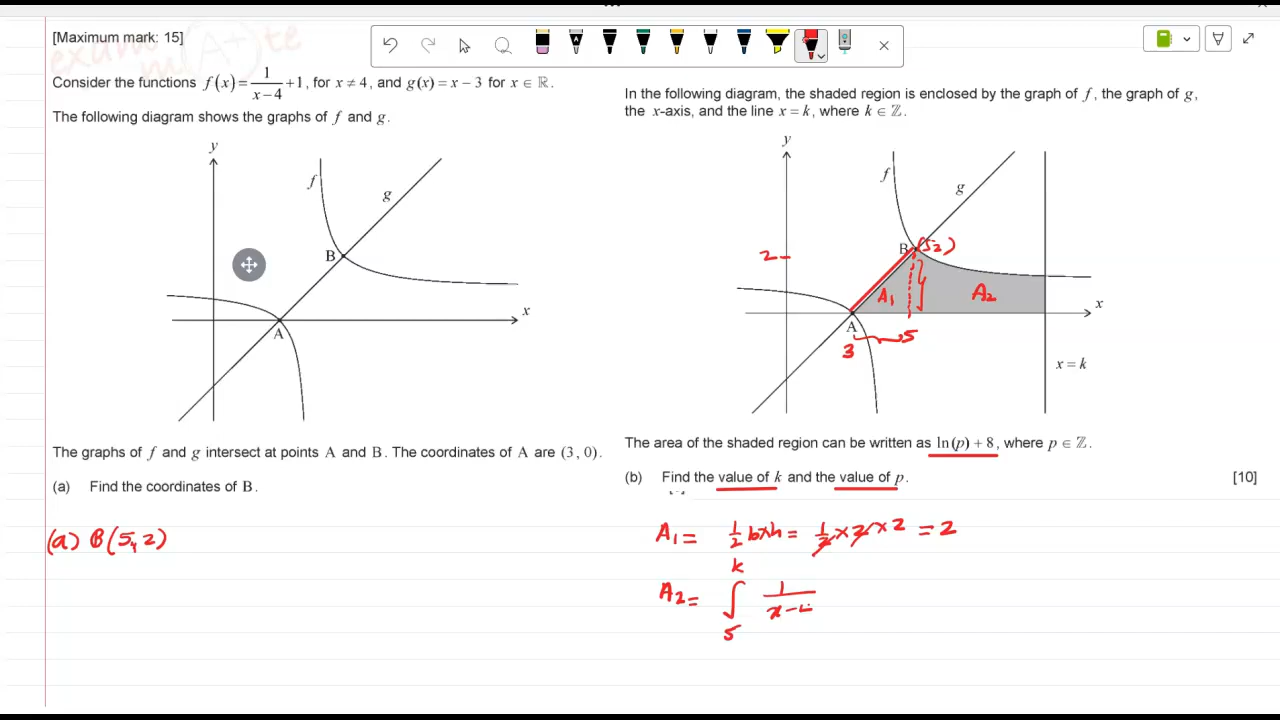 [Maximum mark: 15]
Consider the functions f(x) = 1/(x−4) + 1, for x ≠ 4, and g(x) = x − 3 for x ∈ ℝ.
The following diagram shows the graphs of f and g.
y
f
g
B
x
A
The graphs of f and g intersect at points A and B. The coordinates of A are (3, 0).
(a) Find the coordinates of B.
(a) B(5, 2)
In the following diagram, the shaded region is enclosed by the graph of f, the graph of g,
the x-axis, and the line x = k, where k ∈ ℤ.
y
f
g
B (5,2)
2
A1
A2
x
A
3
5
x = k
The area of the shaded region can be written as ln(p) + 8, where p ∈ ℤ.
(b) Find the value of k and the value of p.
[10]
A1 = 1/2 b×h = 1/2 × 2 × 2 = 2
A2 = ∫₅ᵏ 1/(x−4